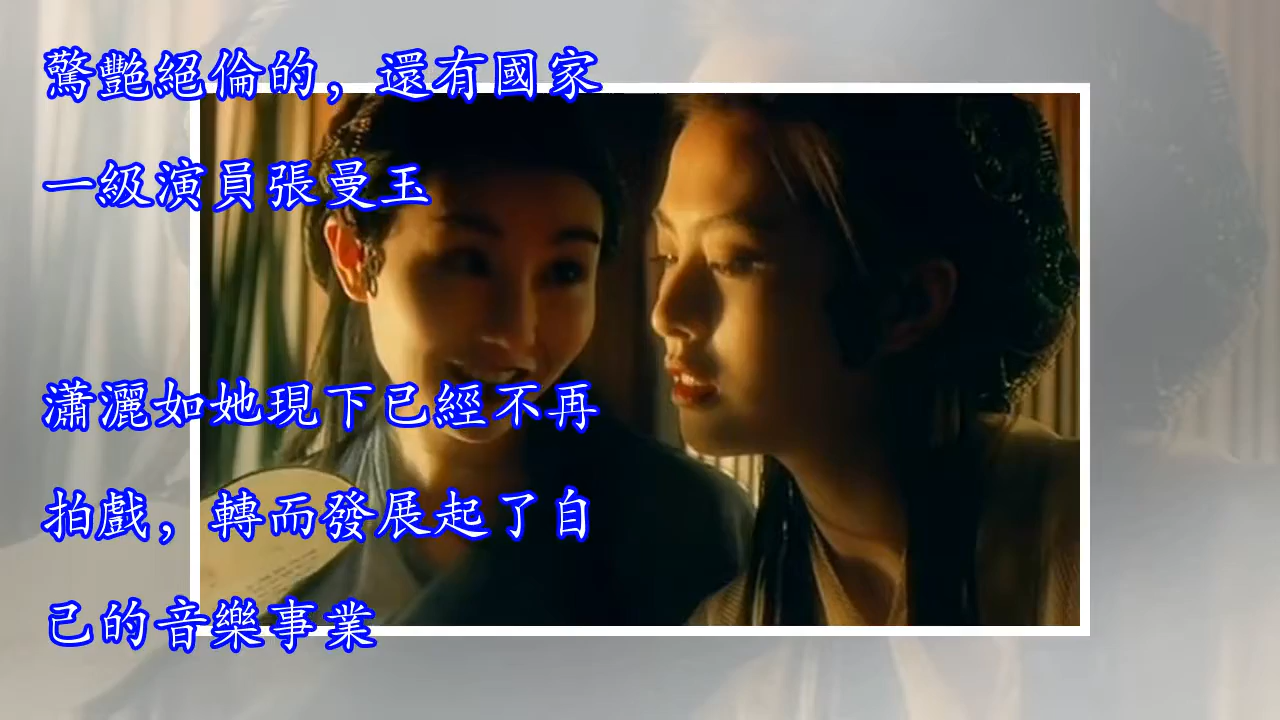 驚艷絕倫的，還有國家
一級演員張曼玉
瀟灑如她現下已經不再
拍戲，轉而發展起了自
己的音樂事業